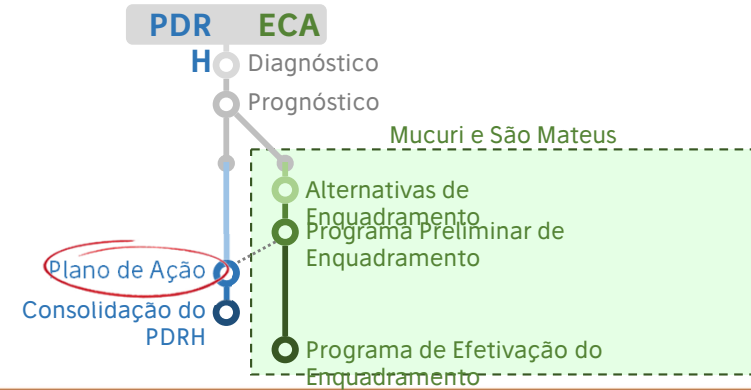 PDR ECA
H
Diagnóstico
Prognóstico
Mucuri e São Mateus
Alternativas de
Enquadramento
Programa Preliminar de
Enquadramento
Plano de Ação
Consolidação do
PDRH
Programa de Efetivação do
Enquadramento